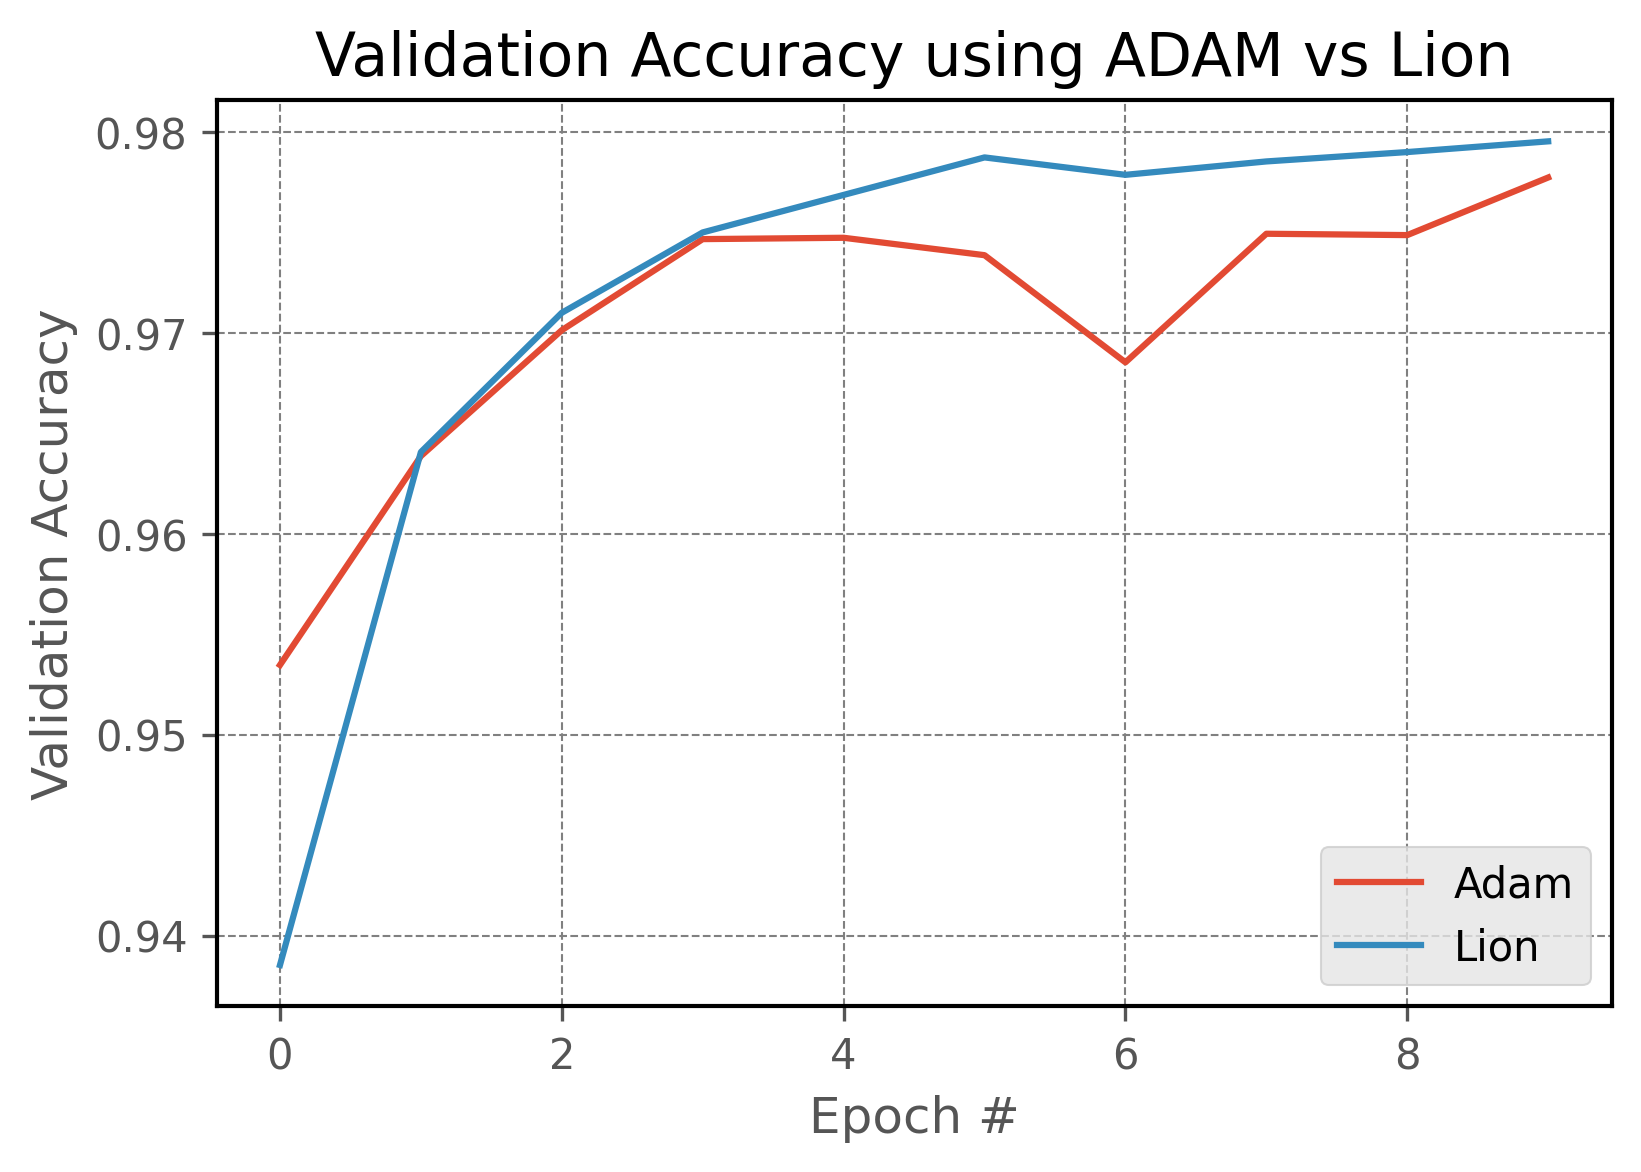 Validation Accuracy using ADAM vs Lion
Validation Accuracy
0.98
0.97
0.96
0.95
0.94
0
2
4
6
8
Epoch #
Adam
Lion